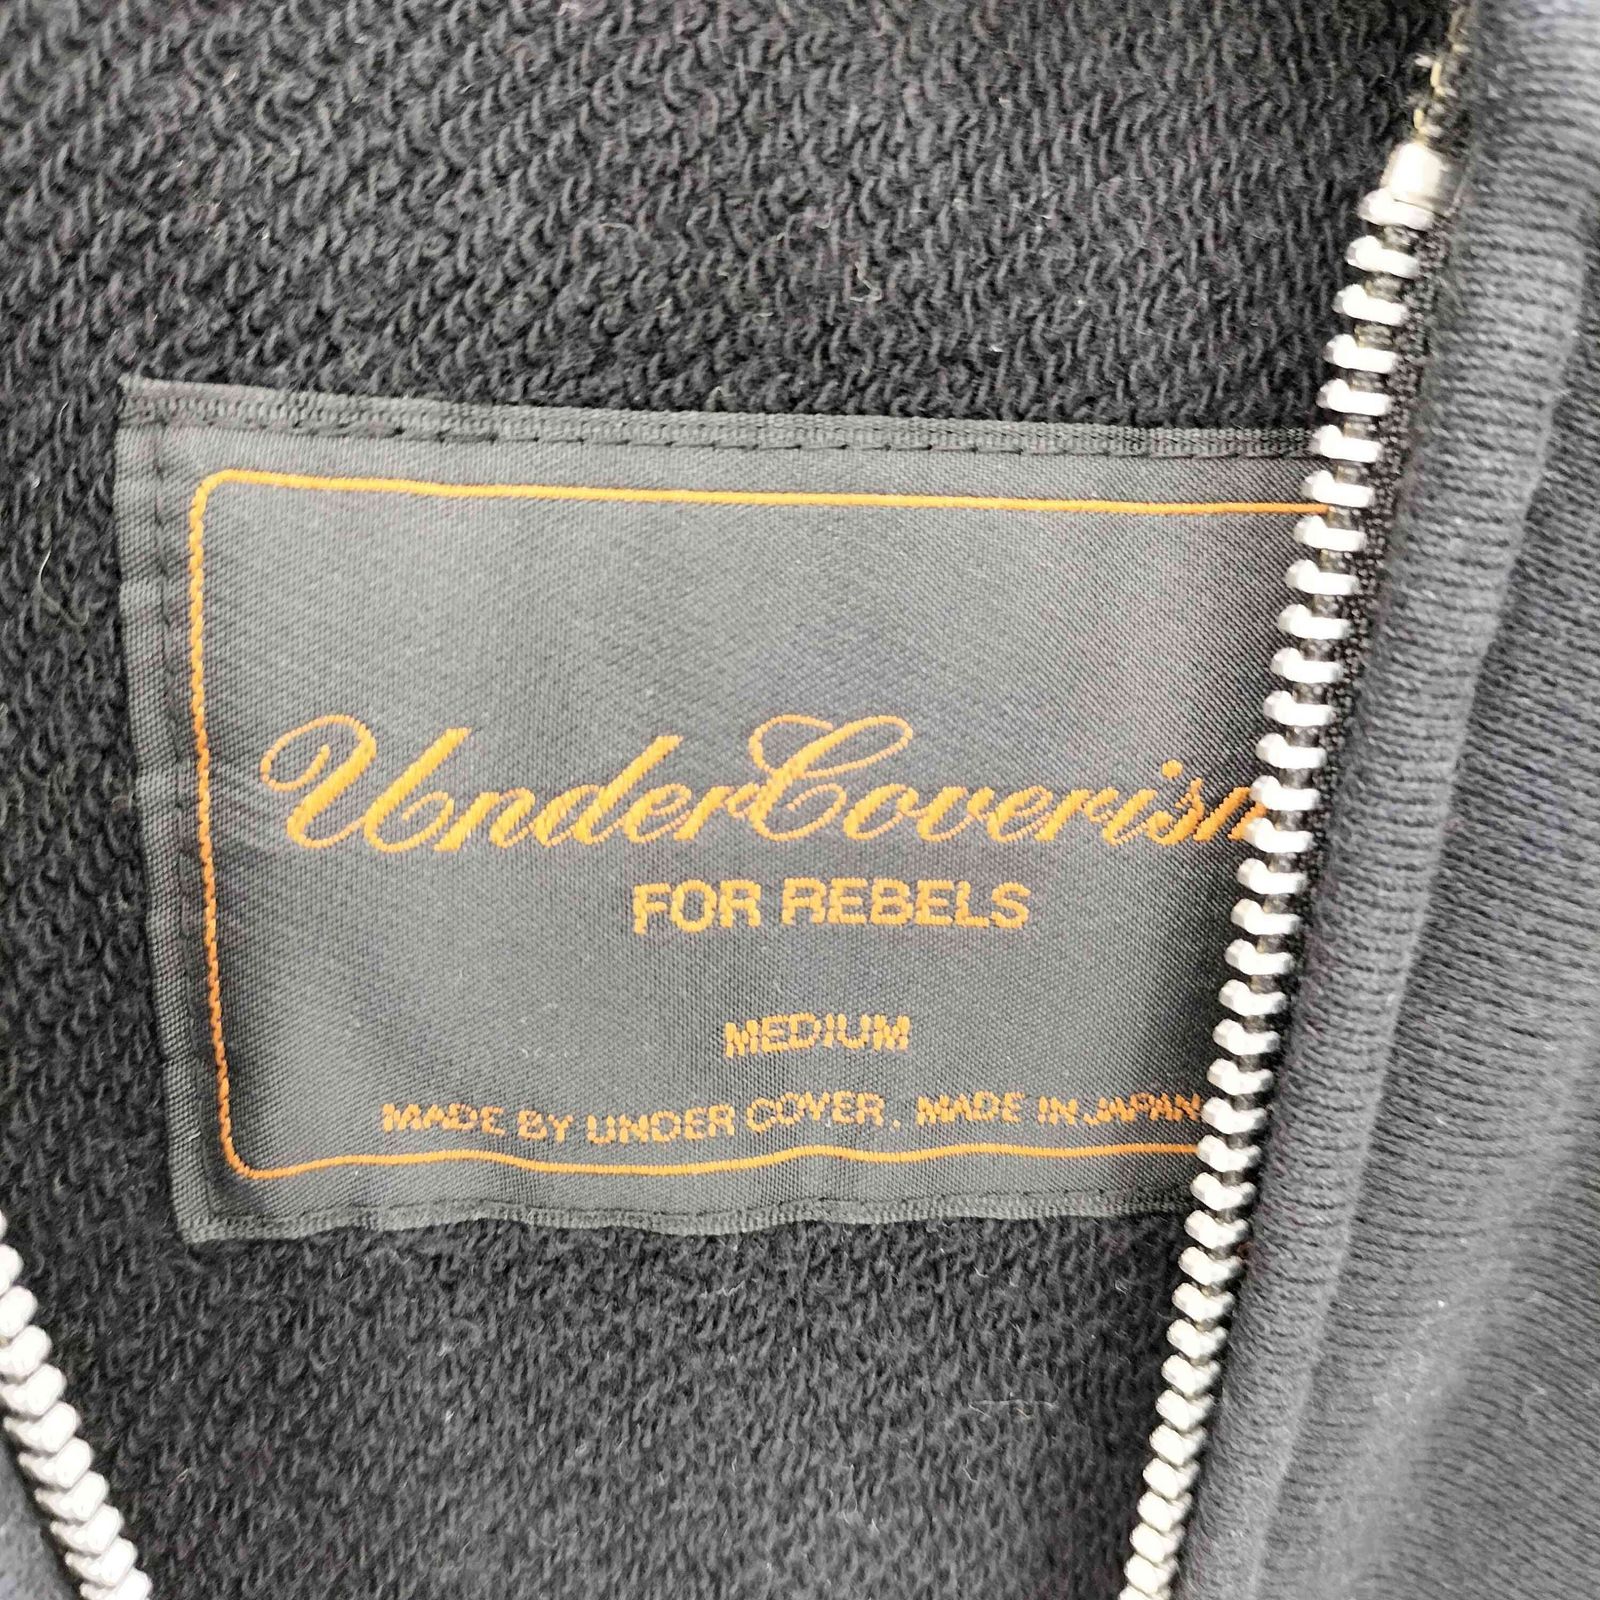 UnderCoverism
FOR REBELS
MEDIUM
MADE BY UNDER COVER. MADE IN JAPAN